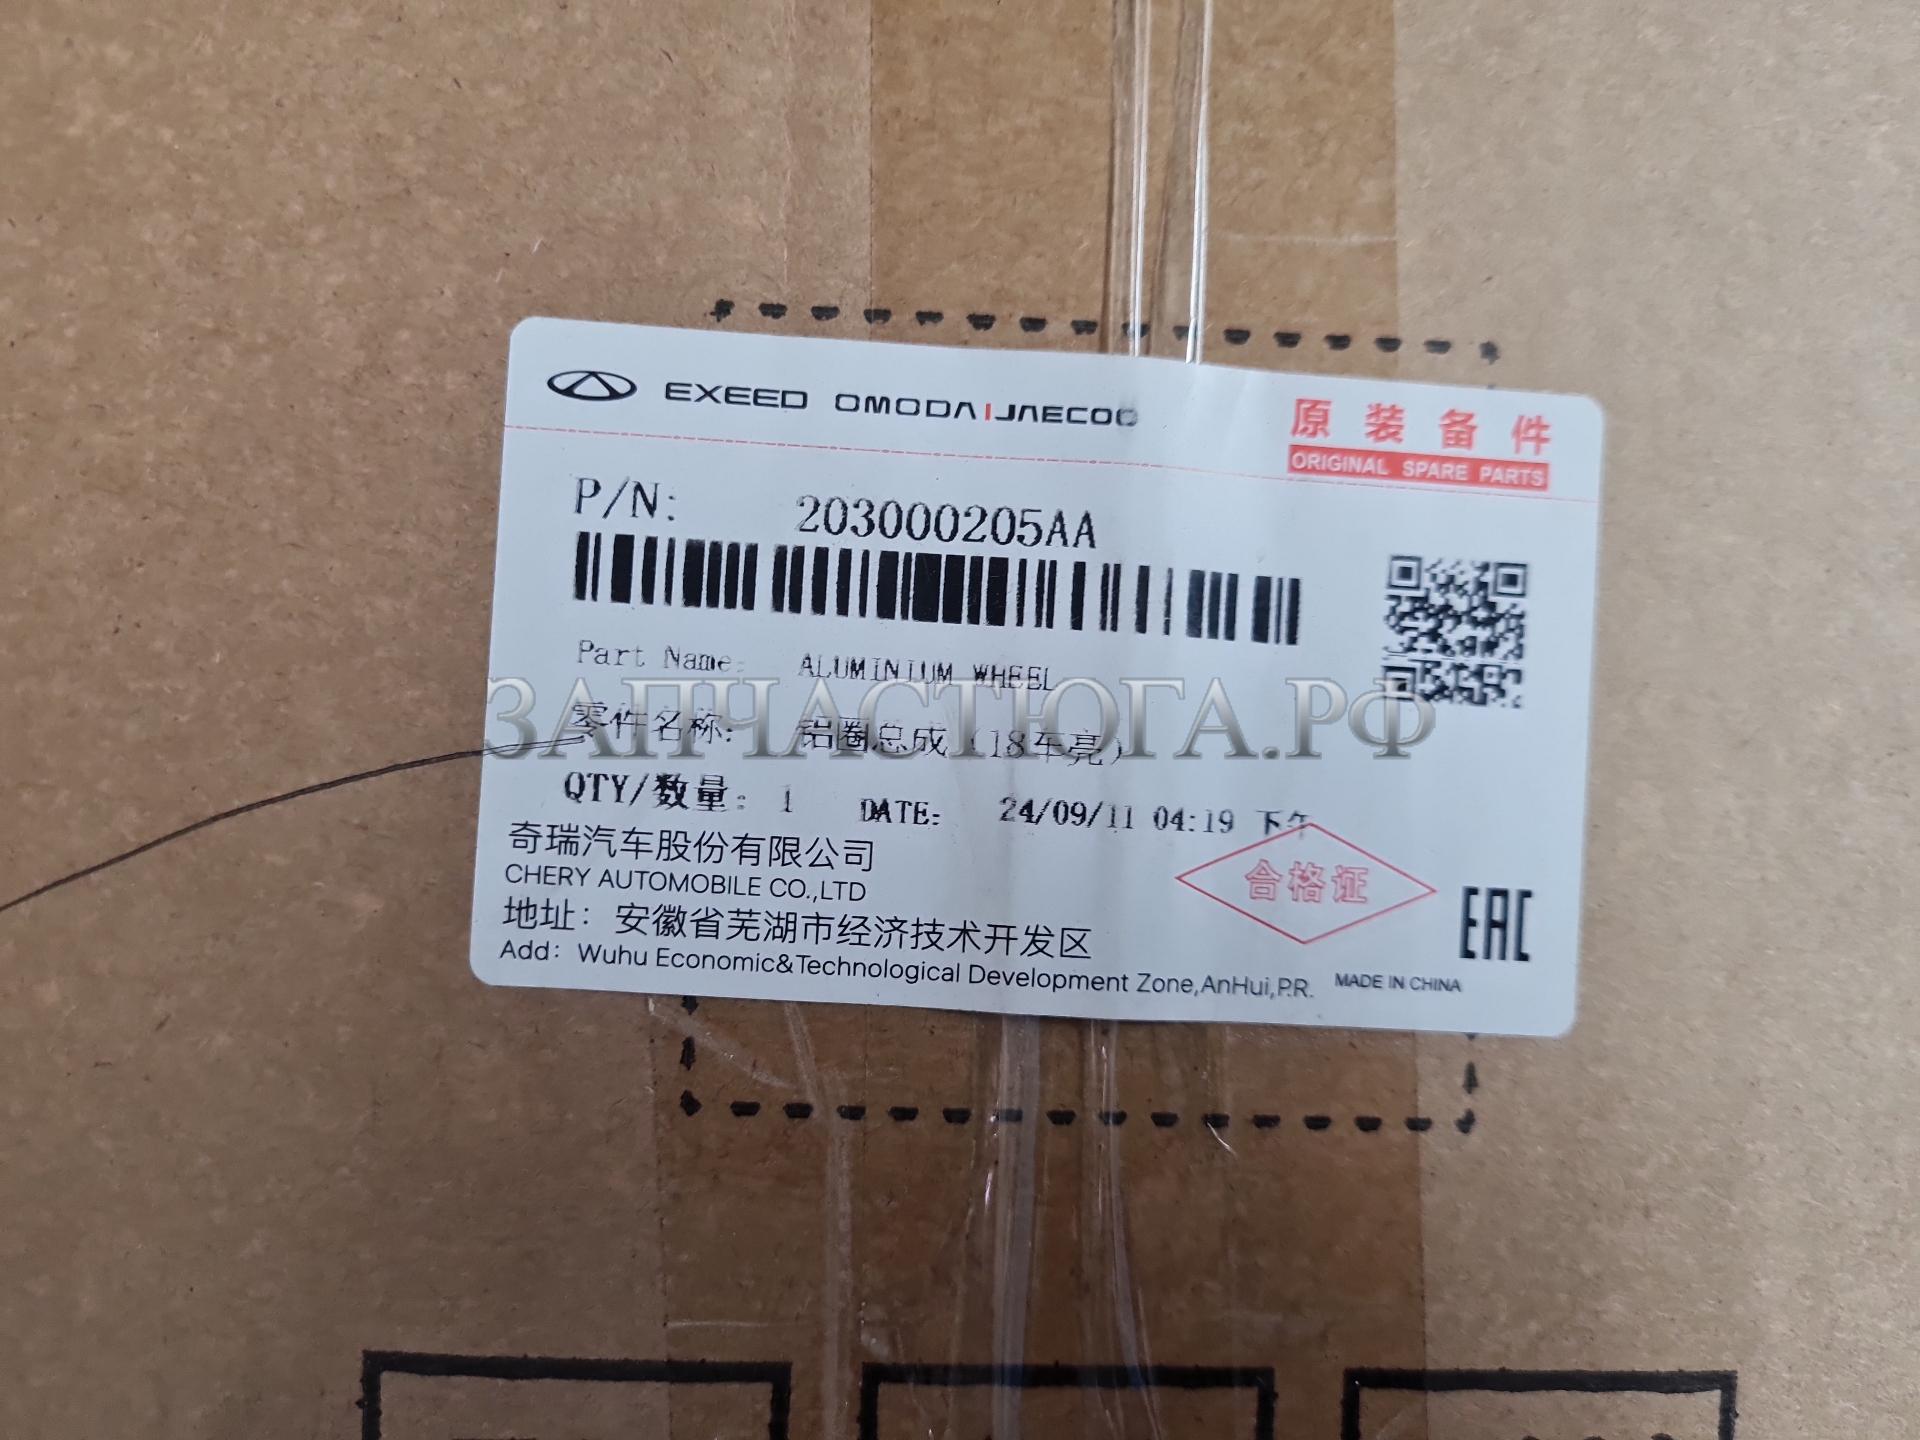 EXEED OMODA|JAECOO
原装备件
ORIGINAL SPARE PARTS
P/N: 203000205AA
Part Name: ALUMINIUM WHEEL
零件名称: 铝圈总成（18车亮）
ЗАПЧАСТЮГА.РФ
QTY/数量: 1 DATE: 24/09/11 04:19 下午
奇瑞汽车股份有限公司
CHERY AUTOMOBILE CO.,LTD
合格证
EAC
地址：安徽省芜湖市经济技术开发区
Add：Wuhu Economic&Technological Development Zone,AnHui,P.R.
MADE IN CHINA